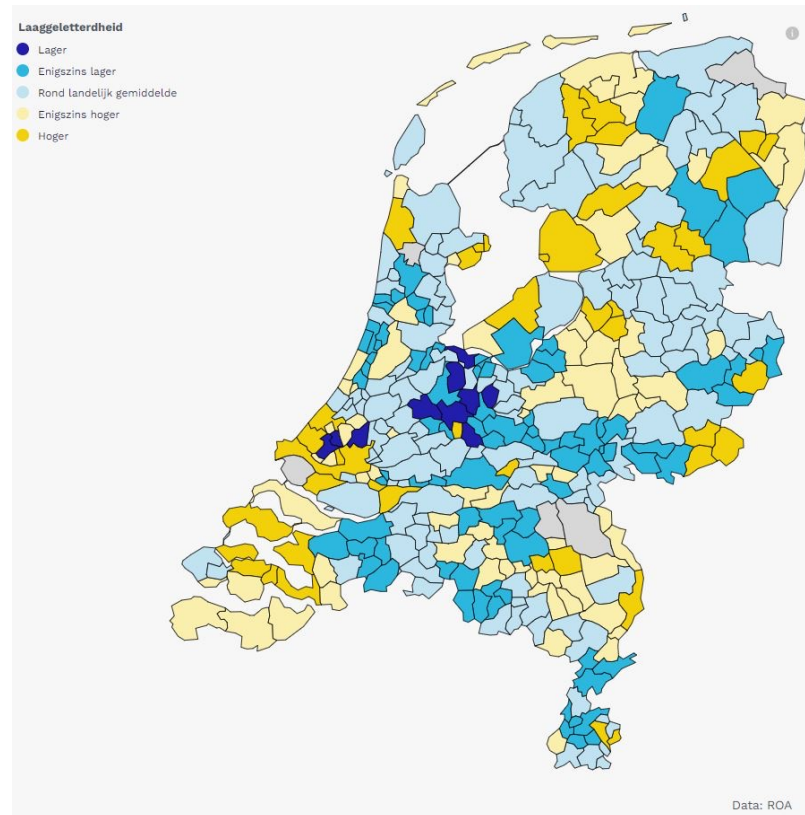 Laaggeletterdheid
Lager
Enigszins lager
Rond landelijk gemiddelde
Enigszins hoger
Hoger
i
Data: ROA